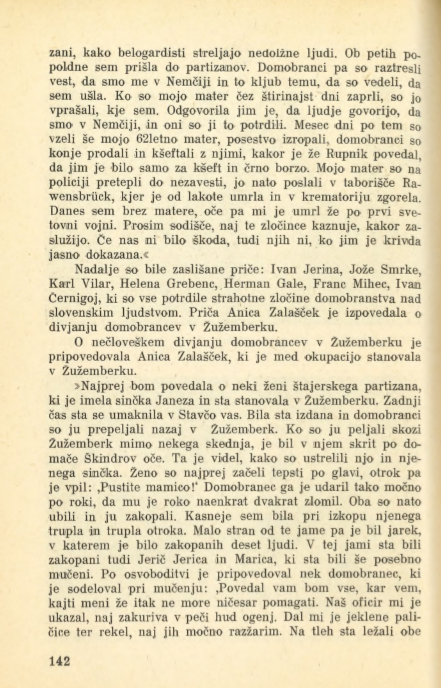 zani, kako belogardisti streljajo nedolžne ljudi. Ob petih po-
poldne sem prišla do partizanov. Domobranci pa so raztresli
vest, da smo me v Nemčiji in to kljub temu, da so vedeli, da
sem ušla. Ko so mojo mater čez štirinajst dni zaprli, so jo
vprašali, kje sem. Odgovorila jim je, da ljudje govorijo, da
smo v Nemčiji, in oni so ji to potrdili. Mesec dni po tem so
vzeli še mojo 62letno mater, posestvo izropali, domobranci so
konje prodali in kšeftali z njimi, kakor je že Rupnik povedal,
da jim je bilo samo za kšeft in črno borzo. Mojo mater so na
policiji pretepli do nezavesti, jo nato poslali v taborišče Ra-
wensbrück, kjer je od lakote umrla in v krematoriju zgorela.
Danes sem brez matere, oče pa mi je umrl že po prvi sve-
tovni vojni. Prosim sodišče, naj te zločince kaznuje, kakor za-
služijo. Če nas ni bilo škoda, tudi njih ni, ko jim je krivda
jasno dokazana.«
Nadalje so bile zaslišane priče: Ivan Jerina, Jože Smrke,
Karl Vilar, Helena Grebenc, Herman Gale, Franc Mihec, Ivan
Černigoj, ki so vse potrdile strahotne zločine domobranstva nad
slovenskim ljudstvom. Priča Anica Zalašček je izpovedala o
divjanju domobrancev v Žužemberku.
O nečloveškem divjanju domobrancev v Žužemberku je
pripovedovala Anica Zalašček, ki je med okupacijo stanovala
v Žužemberku.
»Najprej bom povedala o neki ženi štajerskega partizana,
ki je imela sinčka Janeza in sta stanovala v Žužemberku. Zadnji
čas sta se umaknila v Stavčo vas. Bila sta izdana in domobranci
so ju prepeljali nazaj v Žužemberk. Ko so ju peljali skozi
Žužemberk mimo nekega skednja, je bil v njem skrit po do-
mače Škindrov oče. Ta je videl, kako so ustrelili njo in nje-
nega sinčka. Ženo so najprej začeli tepsti po glavi, otrok pa
je vpil: ‚Pustite mamico!' Domobranec ga je udaril tako močno
po roki, da mu je roko naenkrat dvakrat zlomil. Oba so nato
ubili in ju zakopali. Kasneje sem bila pri izkopu njenega
trupla in trupla otroka. Malo stran od te jame pa je bil jarek,
v katerem je bilo zakopanih deset ljudi. V tej jami sta bili
zakopani tudi Jerič Jerica in Marica, ki sta bili še posebno
mučeni. Po osvoboditvi je pripovedoval nek domobranec, ki
je sodeloval pri mučenju: ‚Povedal vam bom vse, kar vem,
kajti meni že itak ne more ničesar pomagati. Naš oficir mi je
ukazal, naj zakuriva v peči hud ogenj. Dal mi je jeklene pali-
čice ter rekel, naj jih močno razžarim. Na tleh sta ležali obe
142